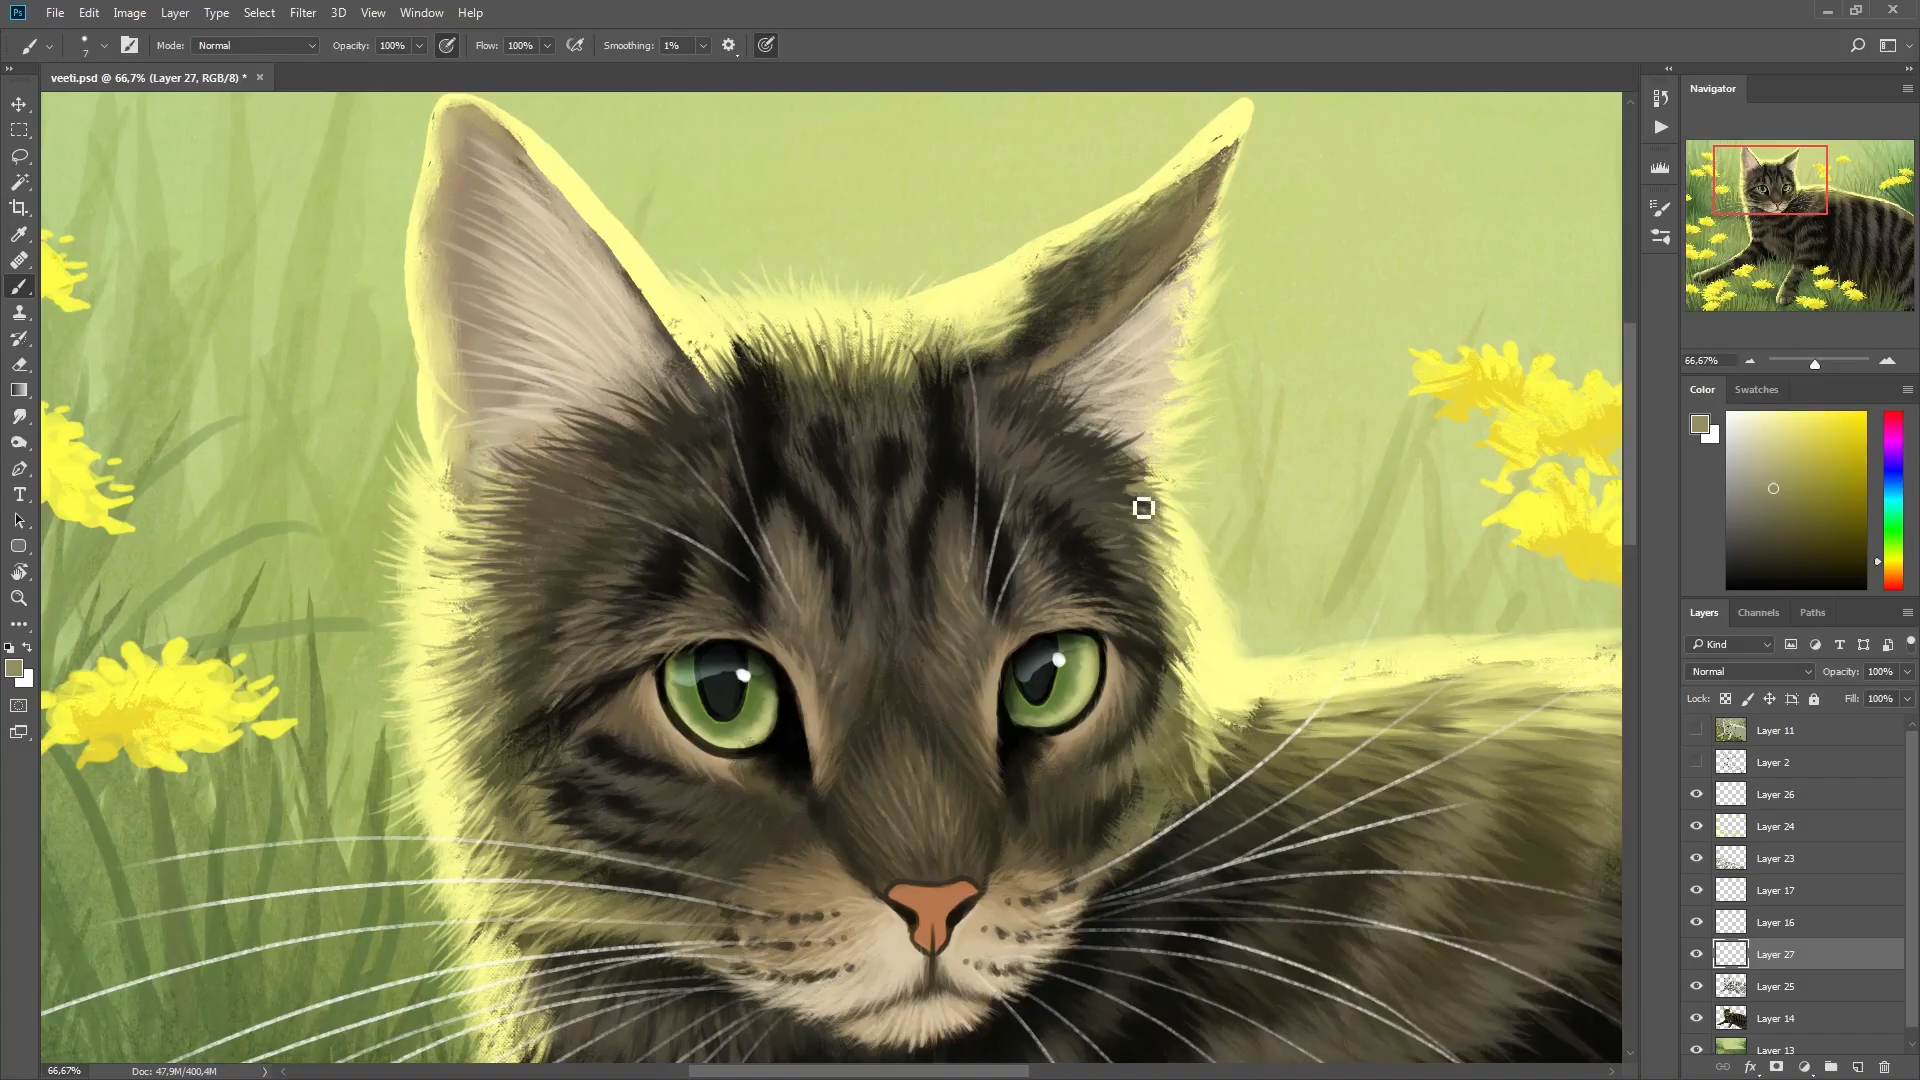 Ps File Edit Image Layer Type Select Filter 3D View Window Help
7 Mode: Normal Opacity: 100% Flow: 100% Smoothing: 1%
veeti.psd @ 66,7% (Layer 27, RGB/8) *
Navigator
66,67%
Color Swatches
Layers Channels Paths
Kind
Normal Opacity: 100%
Lock: Fill: 100%
Layer 11
Layer 2
Layer 26
Layer 24
Layer 23
Layer 17
Layer 16
Layer 27
Layer 25
Layer 14
Layer 13
66,67% Doc: 47,9M/400,4M